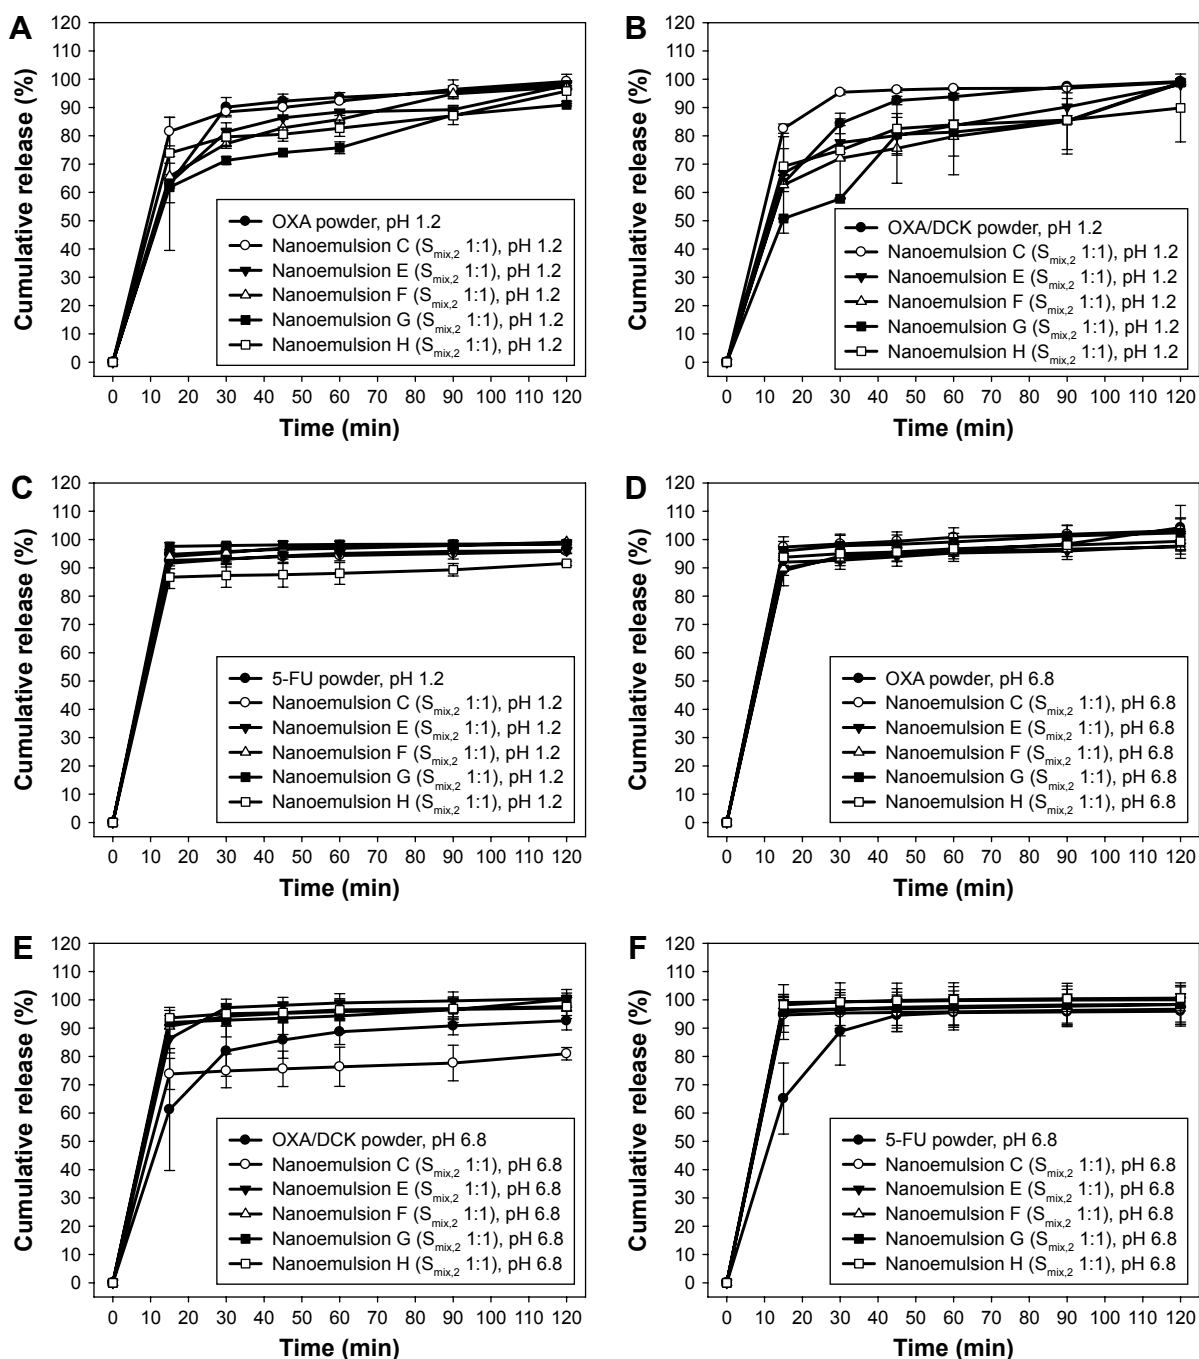 A
Cumulative release (%)
120
110
100
90
80
70
60
50
40
30
20
10
0
OXA powder, pH 1.2
Nanoemulsion C (Smix,2 1:1), pH 1.2
Nanoemulsion E (Smix,2 1:1), pH 1.2
Nanoemulsion F (Smix,2 1:1), pH 1.2
Nanoemulsion G (Smix,2 1:1), pH 1.2
Nanoemulsion H (Smix,2 1:1), pH 1.2
0 10 20 30 40 50 60 70 80 90 100 110 120
Time (min)
B
Cumulative release (%)
120
110
100
90
80
70
60
50
40
30
20
10
0
OXA/DCK powder, pH 1.2
Nanoemulsion C (Smix,2 1:1), pH 1.2
Nanoemulsion E (Smix,2 1:1), pH 1.2
Nanoemulsion F (Smix,2 1:1), pH 1.2
Nanoemulsion G (Smix,2 1:1), pH 1.2
Nanoemulsion H (Smix,2 1:1), pH 1.2
0 10 20 30 40 50 60 70 80 90 100 110 120
Time (min)
C
Cumulative release (%)
120
110
100
90
80
70
60
50
40
30
20
10
0
5-FU powder, pH 1.2
Nanoemulsion C (Smix,2 1:1), pH 1.2
Nanoemulsion E (Smix,2 1:1), pH 1.2
Nanoemulsion F (Smix,2 1:1), pH 1.2
Nanoemulsion G (Smix,2 1:1), pH 1.2
Nanoemulsion H (Smix,2 1:1), pH 1.2
0 10 20 30 40 50 60 70 80 90 100 110 120
Time (min)
D
Cumulative release (%)
120
110
100
90
80
70
60
50
40
30
20
10
0
OXA powder, pH 6.8
Nanoemulsion C (Smix,2 1:1), pH 6.8
Nanoemulsion E (Smix,2 1:1), pH 6.8
Nanoemulsion F (Smix,2 1:1), pH 6.8
Nanoemulsion G (Smix,2 1:1), pH 6.8
Nanoemulsion H (Smix,2 1:1), pH 6.8
0 10 20 30 40 50 60 70 80 90 100 110 120
Time (min)
E
Cumulative release (%)
120
110
100
90
80
70
60
50
40
30
20
10
0
OXA/DCK powder, pH 6.8
Nanoemulsion C (Smix,2 1:1), pH 6.8
Nanoemulsion E (Smix,2 1:1), pH 6.8
Nanoemulsion F (Smix,2 1:1), pH 6.8
Nanoemulsion G (Smix,2 1:1), pH 6.8
Nanoemulsion H (Smix,2 1:1), pH 6.8
0 10 20 30 40 50 60 70 80 90 100 110 120
Time (min)
F
Cumulative release (%)
120
110
100
90
80
70
60
50
40
30
20
10
0
5-FU powder, pH 6.8
Nanoemulsion C (Smix,2 1:1), pH 6.8
Nanoemulsion E (Smix,2 1:1), pH 6.8
Nanoemulsion F (Smix,2 1:1), pH 6.8
Nanoemulsion G (Smix,2 1:1), pH 6.8
Nanoemulsion H (Smix,2 1:1), pH 6.8
0 10 20 30 40 50 60 70 80 90 100 110 120
Time (min)